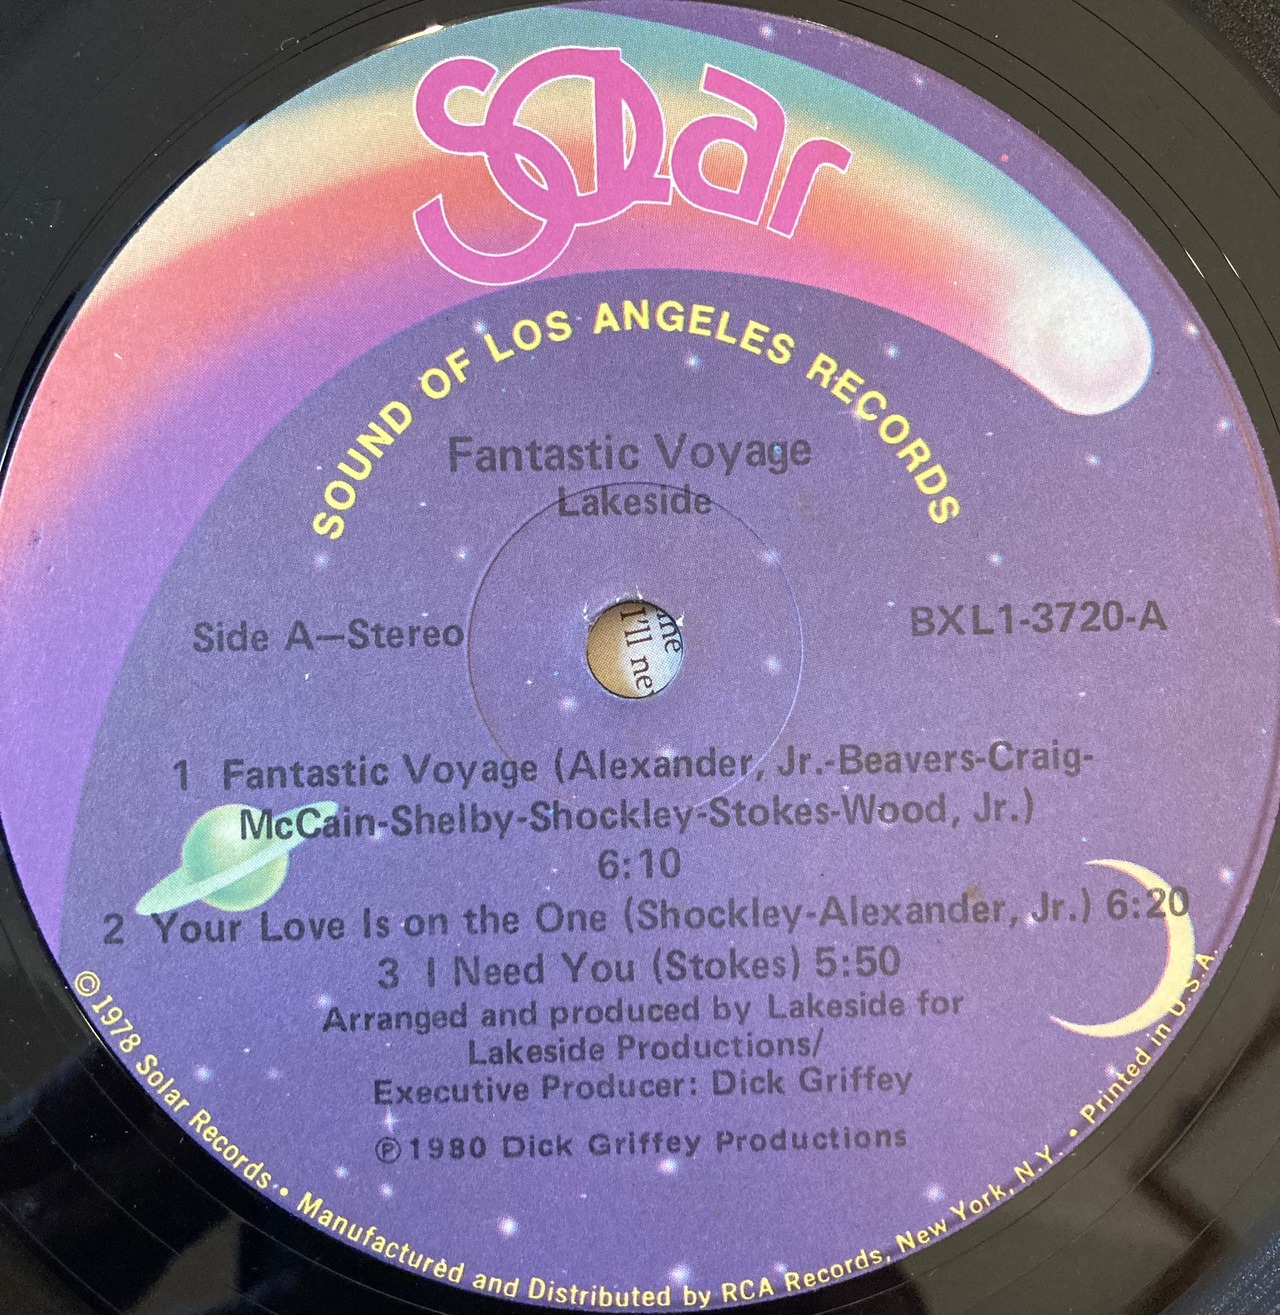 Solar
SOUND OF LOS ANGELES RECORDS
Fantastic Voyage
Lakeside
Side A—Stereo
BXL1-3720-A
I'll ne
1 Fantastic Voyage (Alexander, Jr.-Beavers-Craig-
McCain-Shelby-Shockley-Stokes-Wood, Jr.)
6:10
2 Your Love Is on the One (Shockley-Alexander, Jr.) 6:20
3 I Need You (Stokes) 5:50
Arranged and produced by Lakeside for
Lakeside Productions/
Executive Producer: Dick Griffey
℗1980 Dick Griffey Productions
©1978 Solar Records • Manufactured and Distributed by RCA Records, New York, N.Y. • Printed in U.S.A.